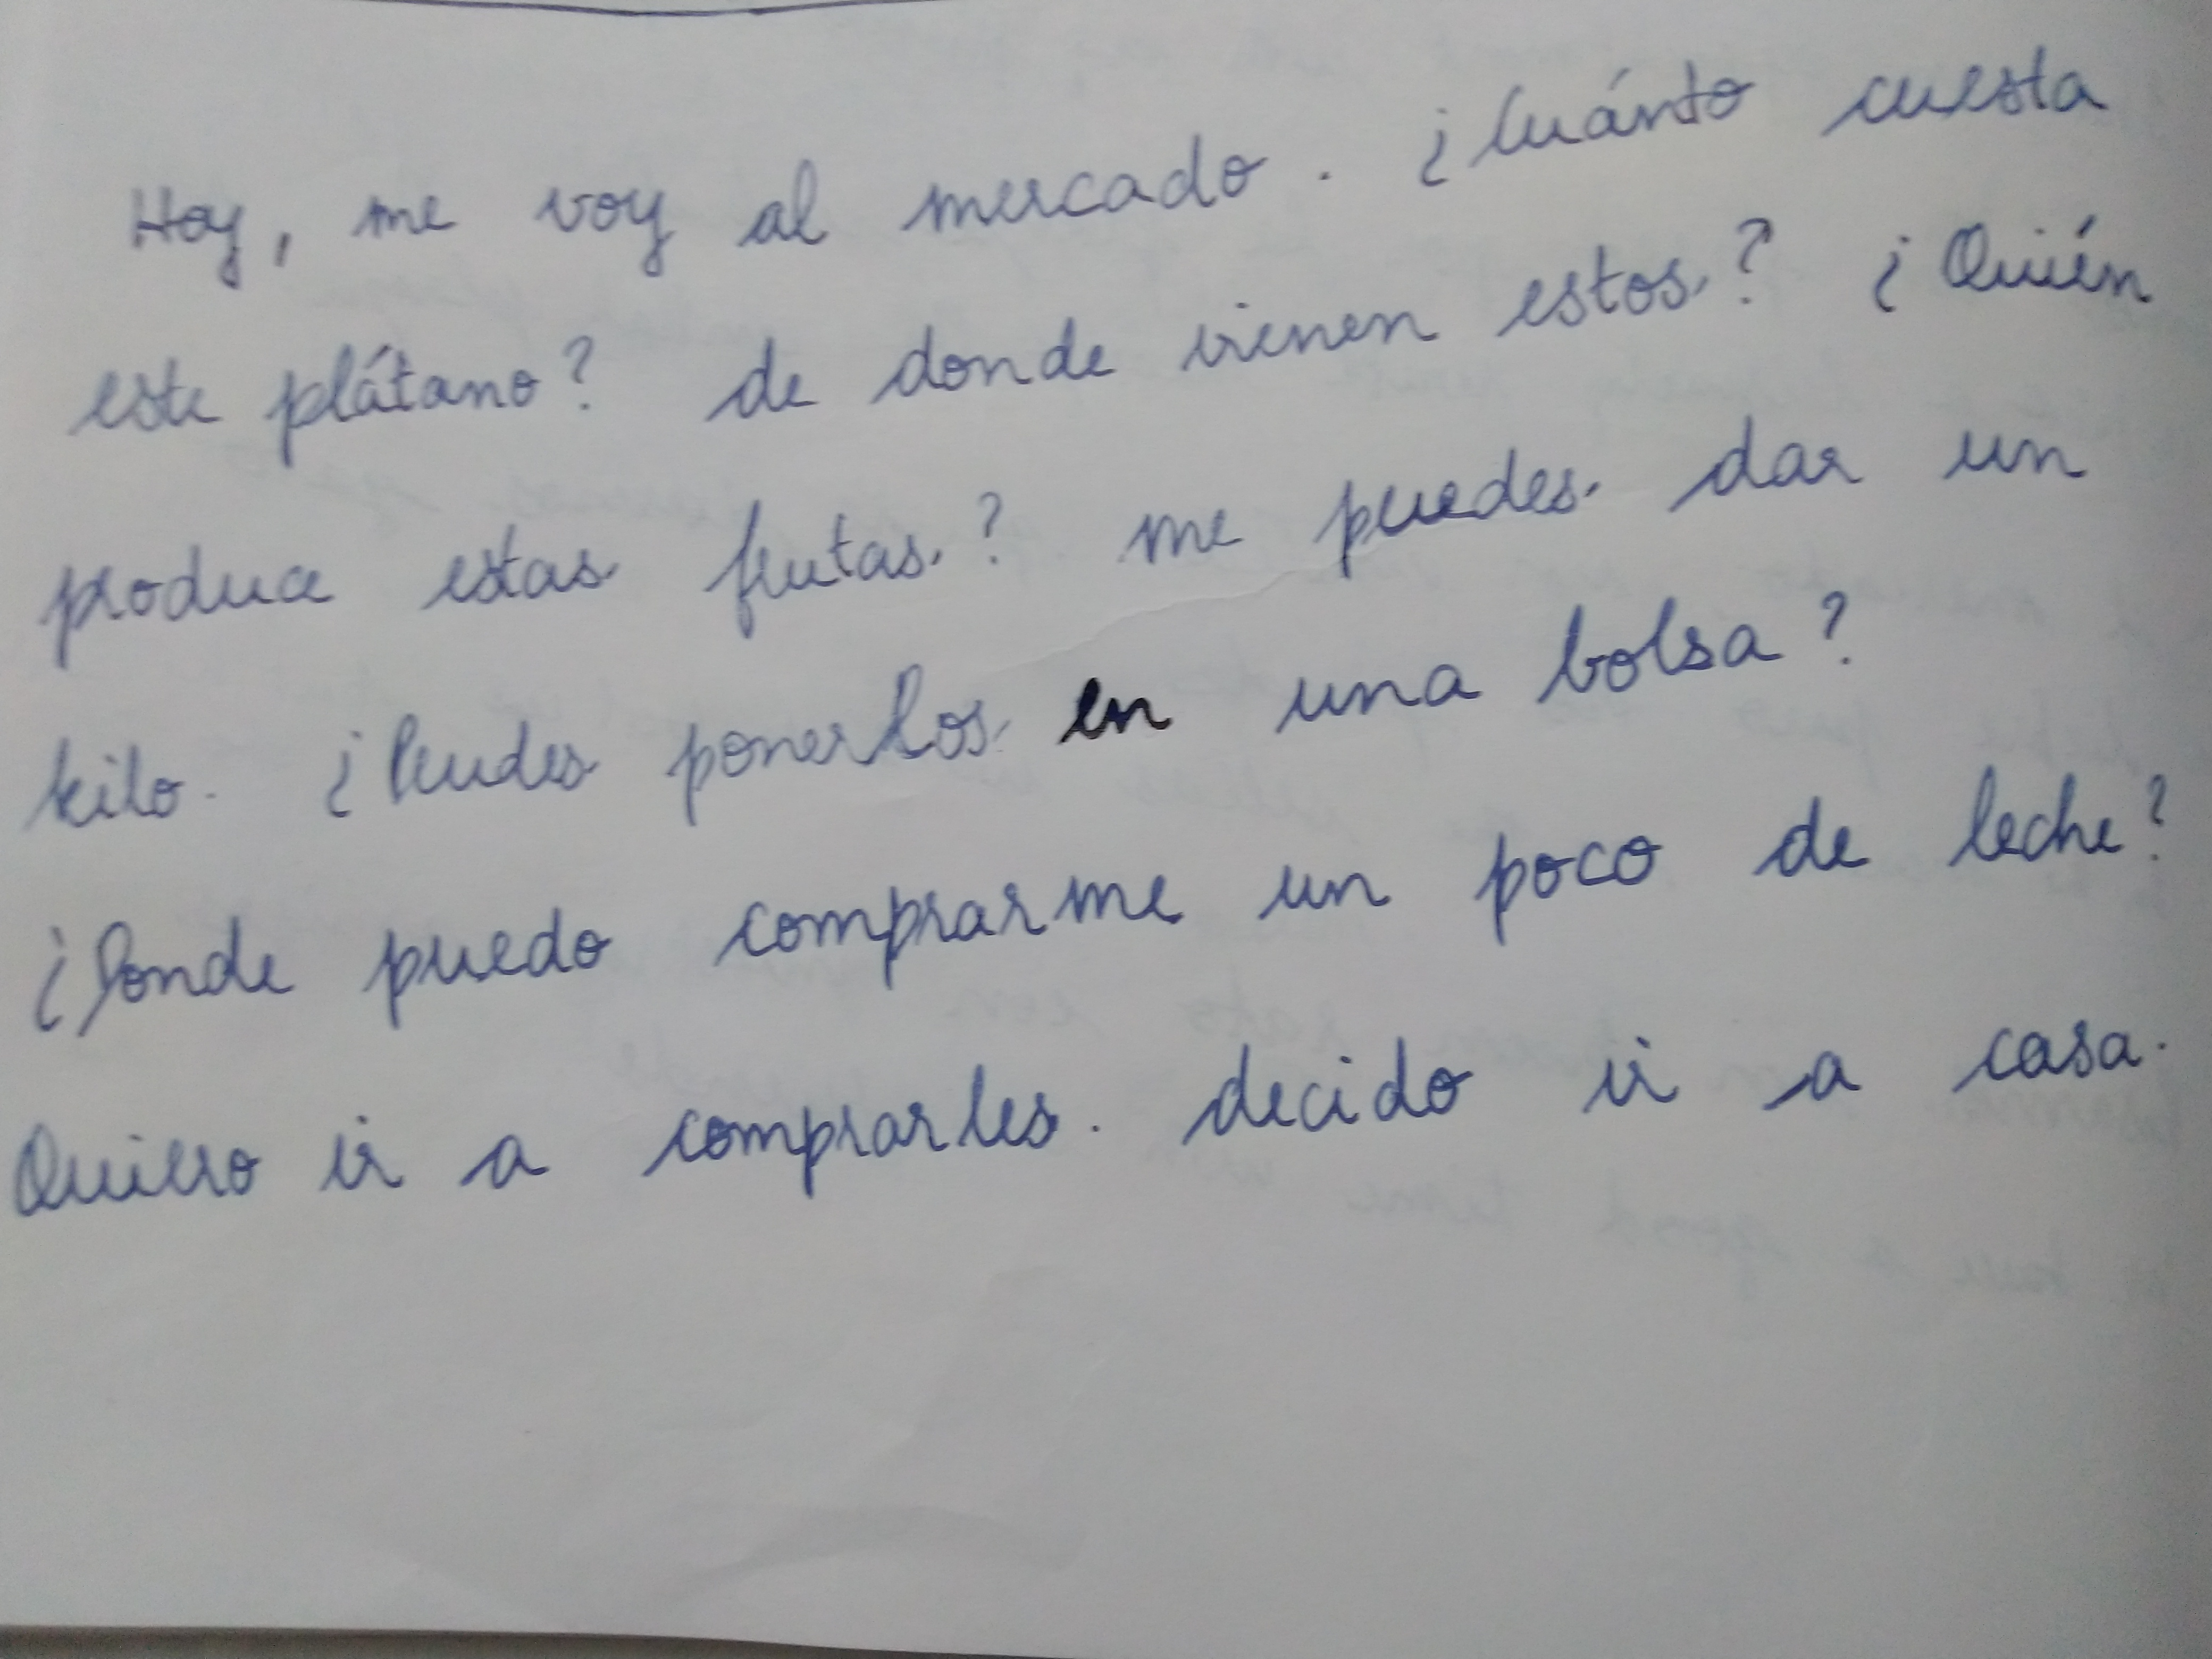 Hoy, me voy al mercado. ¿Cuánto cuesta
este plátano? de donde vienen estos? ¿Quién
produce estas frutas? me puedes dar un
kilo. ¿Puedes ponerlos en una bolsa?
¿Donde puedo comprarme un poco de leche?
Quiero ir a comprarles. decido ir a casa.